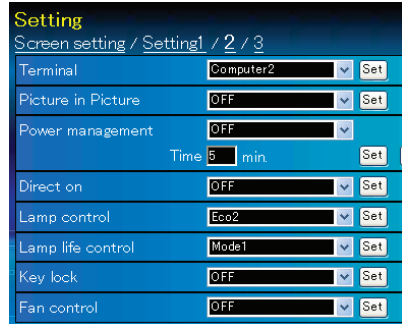 Setting
Screen setting / Setting1 / 2 / 3
Terminal Computer2 Set
Picture in Picture OFF Set
Power management OFF
Time 5 min. Set
Direct on OFF Set
Lamp control Eco2 Set
Lamp life control Mode1 Set
Key lock OFF Set
Fan control OFF Set